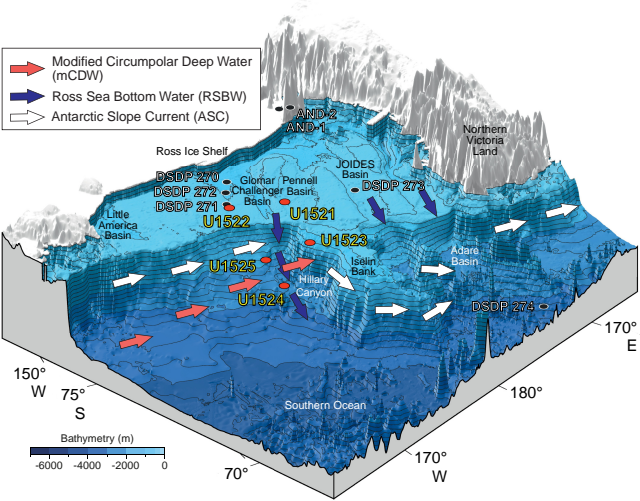 Modified Circumpolar Deep Water
(mCDW)
Ross Sea Bottom Water (RSBW)
Antarctic Slope Current (ASC)
AND-2
AND-1
Northern
Victoria
Land
Ross Ice Shelf
DSDP 270
DSDP 272
DSDP 271
U1522
Glomar
Challenger
Basin
Pennell
Basin
JOIDES
Basin
DSDP 273
U1521
Little
America
Basin
U1523
U1525
Iselin
Bank
Adare
Basin
Hillary
Canyon
U1524
DSDP 274
170°
E
180°
170°
W
150°
W
75°
S
70°
Southern Ocean
Bathymetry (m)
-6000 -4000 -2000 0